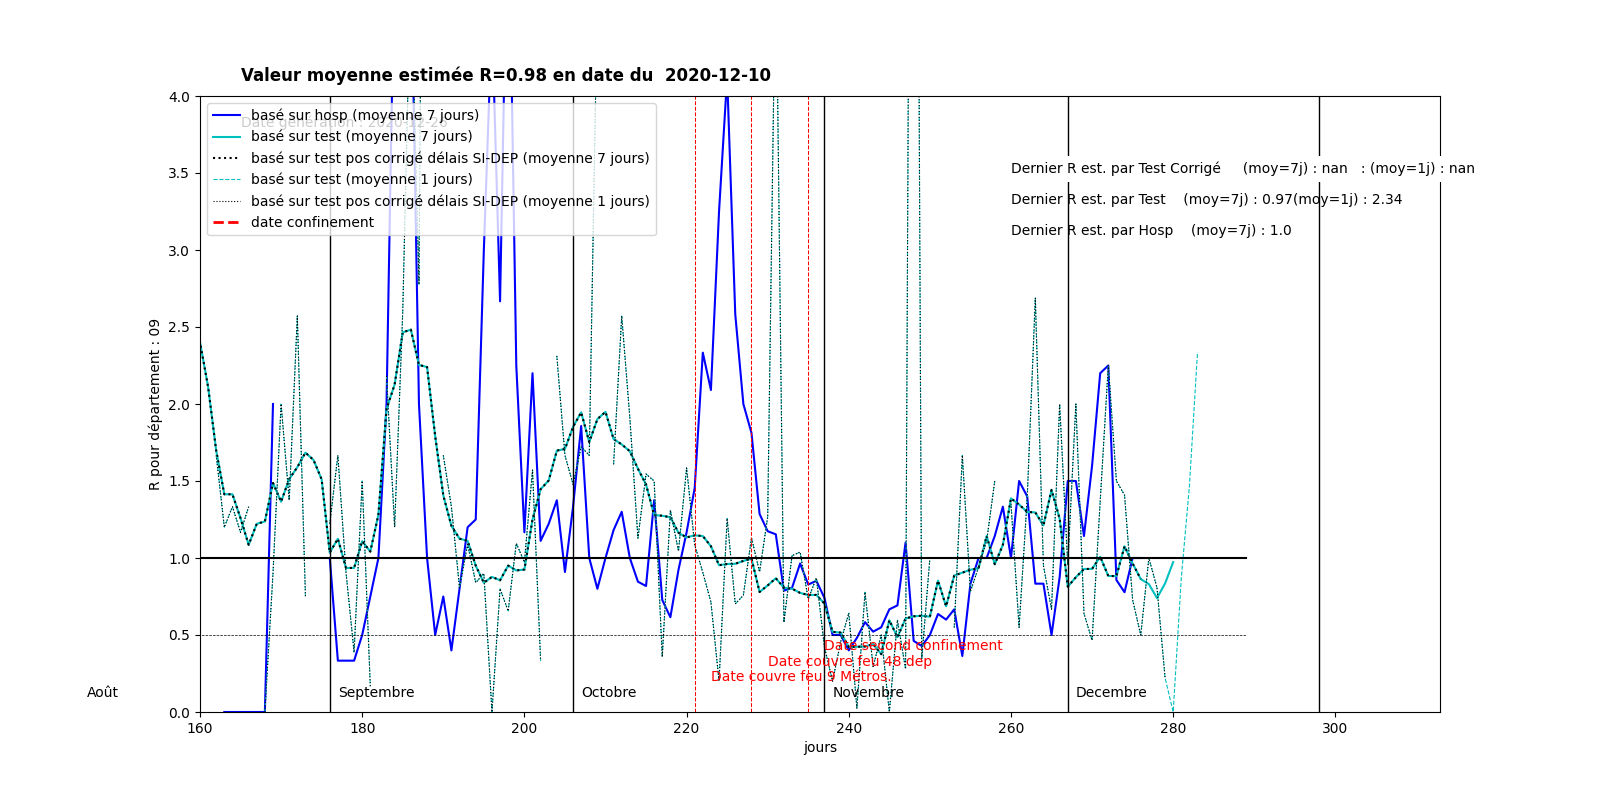 Valeur moyenne estimée R=0.98 en date du  2020-12-10
4.0
3.5
3.0
2.5
2.0
1.5
1.0
0.5
0.0
R pour département : 09
basé sur hosp (moyenne 7 jours)
basé sur test (moyenne 7 jours)
basé sur test pos corrigé délais SI-DEP (moyenne 7 jours)
basé sur test (moyenne 1 jours)
basé sur test pos corrigé délais SI-DEP (moyenne 1 jours)
date confinement
Dernier R est. par Test Corrigé     (moy=7j) : nan   : (moy=1j) : nan
Dernier R est. par Test    (moy=7j) : 0.97(moy=1j) : 2.34
Dernier R est. par Hosp    (moy=7j) : 1.0
Date second confinement
Date couvre feu 48 dep
Date couvre feu 9 Metros
Août
Septembre
Octobre
Novembre
Decembre
160
180
200
220
240
260
280
300
jours